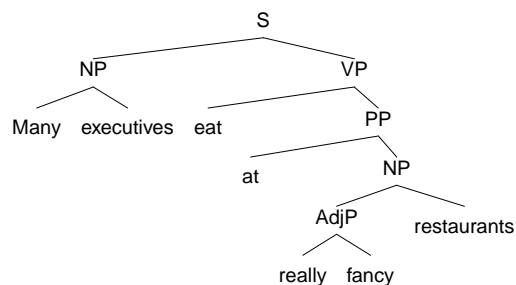 S
NP VP
Many executives eat PP
at NP
AdjP restaurants
really fancy